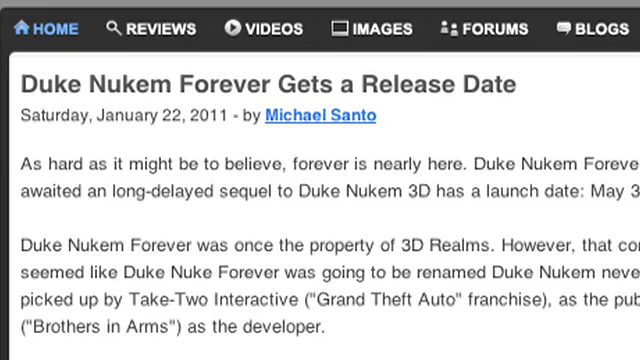 HOME REVIEWS VIDEOS IMAGES FORUMS BLOGS
Duke Nukem Forever Gets a Release Date
Saturday, January 22, 2011 - by Michael Santo
As hard as it might be to believe, forever is nearly here. Duke Nukem Foreve
awaited an long-delayed sequel to Duke Nukem 3D has a launch date: May 3
Duke Nukem Forever was once the property of 3D Realms. However, that co
seemed like Duke Nuke Forever was going to be renamed Duke Nukem neve
picked up by Take-Two Interactive ("Grand Theft Auto" franchise), as the pub
("Brothers in Arms") as the developer.